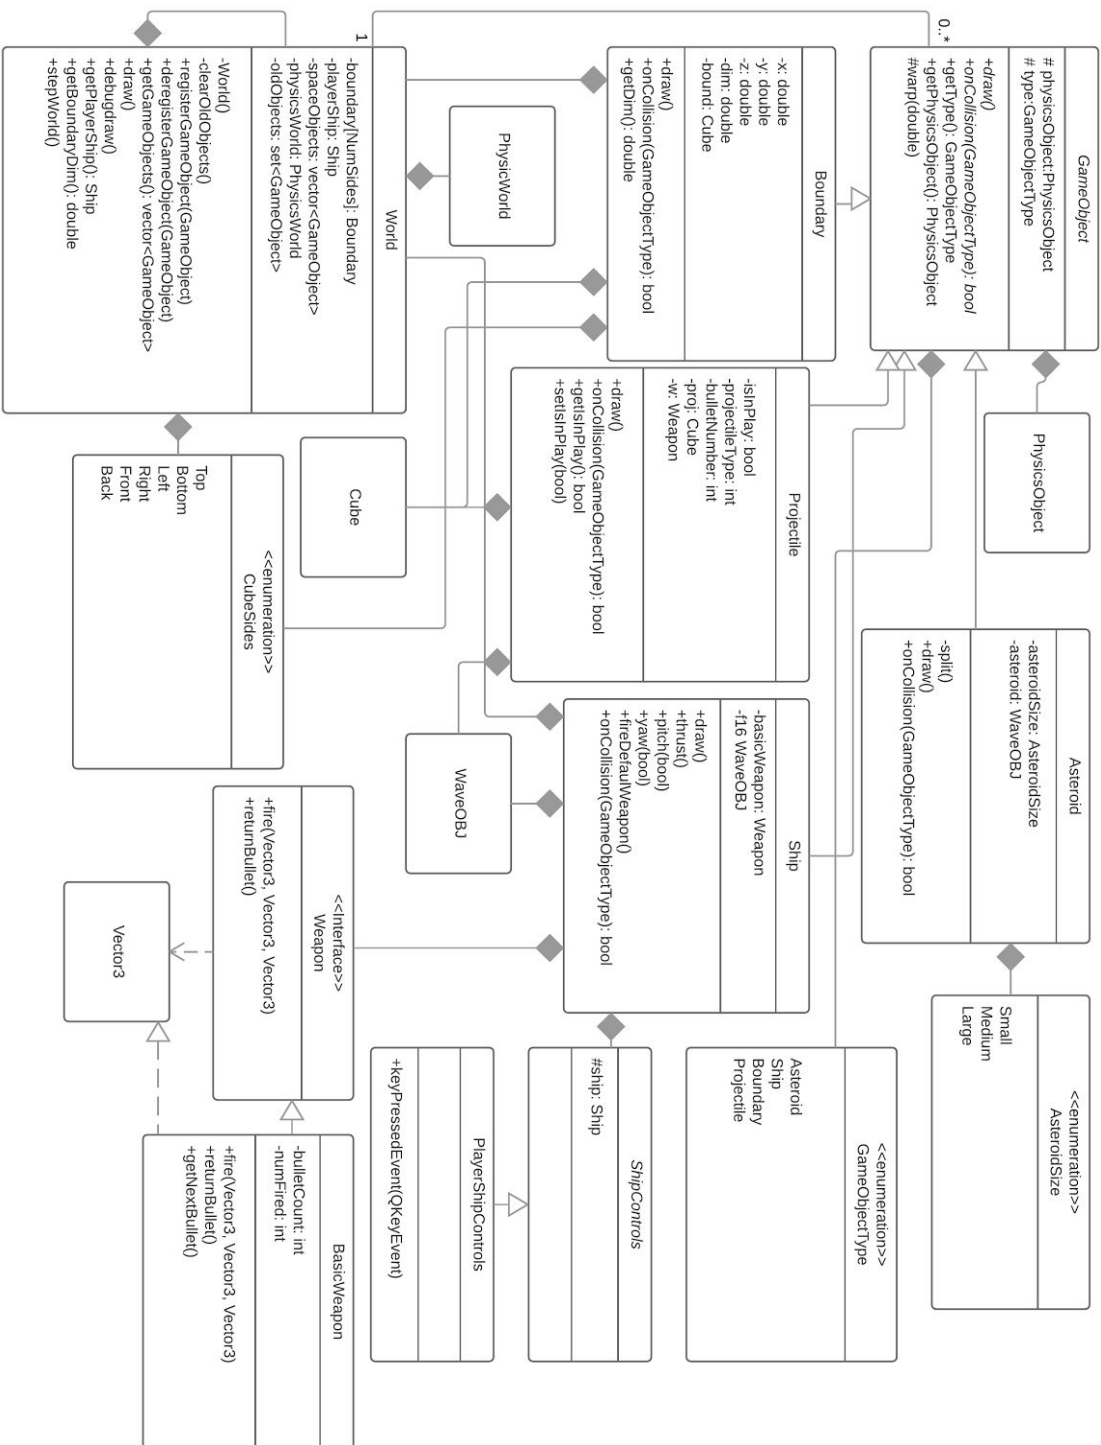 GameObject
# physicsObject:PhysicsObject
# type:GameObjectType
+draw()
+onCollision(GameObjectType): bool
+getType(): GameObjectType
+getPhysicsObject(): PhysicsObject
#warp(double)
0..*
1
PhysicsObject
Asteroid
-asteroidSize: AsteroidSize
-asteroid: WaveOBJ
-split()
+draw()
+onCollision(GameObjectType): bool
<<enumeration>>
AsteroidSize
Small
Medium
Large
Boundary
-x: double
-y: double
-z: double
-dim: double
-bound: Cube
+draw()
+onCollision(GameObjectType): bool
+getDim(): double
Projectile
-isInPlay: bool
-projectileType: int
-bulletNumber: int
-proj: Cube
-w: Weapon
+draw()
+onCollision(GameObjectType): bool
+getIsInPlay(): bool
+setIsInPlay(bool)
Ship
-basicWeapon: Weapon
-f16 WaveOBJ
+draw()
+thrust()
+pitch(bool)
+yaw(bool)
+fireDefaulWeapon()
+onCollision(GameObjectType): bool
<<enumeration>>
GameObjectType
Asteroid
Ship
Boundary
Projectile
PhysicWorld
Cube
WaveOBJ
ShipControls
#ship: Ship
PlayerShipControls
+keyPressedEvent(QKeyEvent)
World
-boundary[NumSides]: Boundary
-playerShip: Ship
-spaceObjects: vector<GameObject>
-physicsWorld: PhysicsWorld
-oldObjects: set<GameObject>
-World()
-clearOldObjects()
+registerGameObject((GameObject)
+deregisterGameObject((GameObject)
+getGameObjects(): vector<GameObject>
+draw()
+debugdraw()
+getPlayerShip(): Ship
+getBoundaryDim(): double
+stepWorld()
<<enumeration>>
CubeSides
Top
Bottom
Left
Right
Front
Back
<<Interface>>
Weapon
+fire(Vector3, Vector3, Vector3)
+returnBullet()
Vector3
BasicWeapon
-bulletCount: int
-numFired: int
+fire(Vector3, Vector3, Vector3)
+returnBullet()
+getNextBullet()